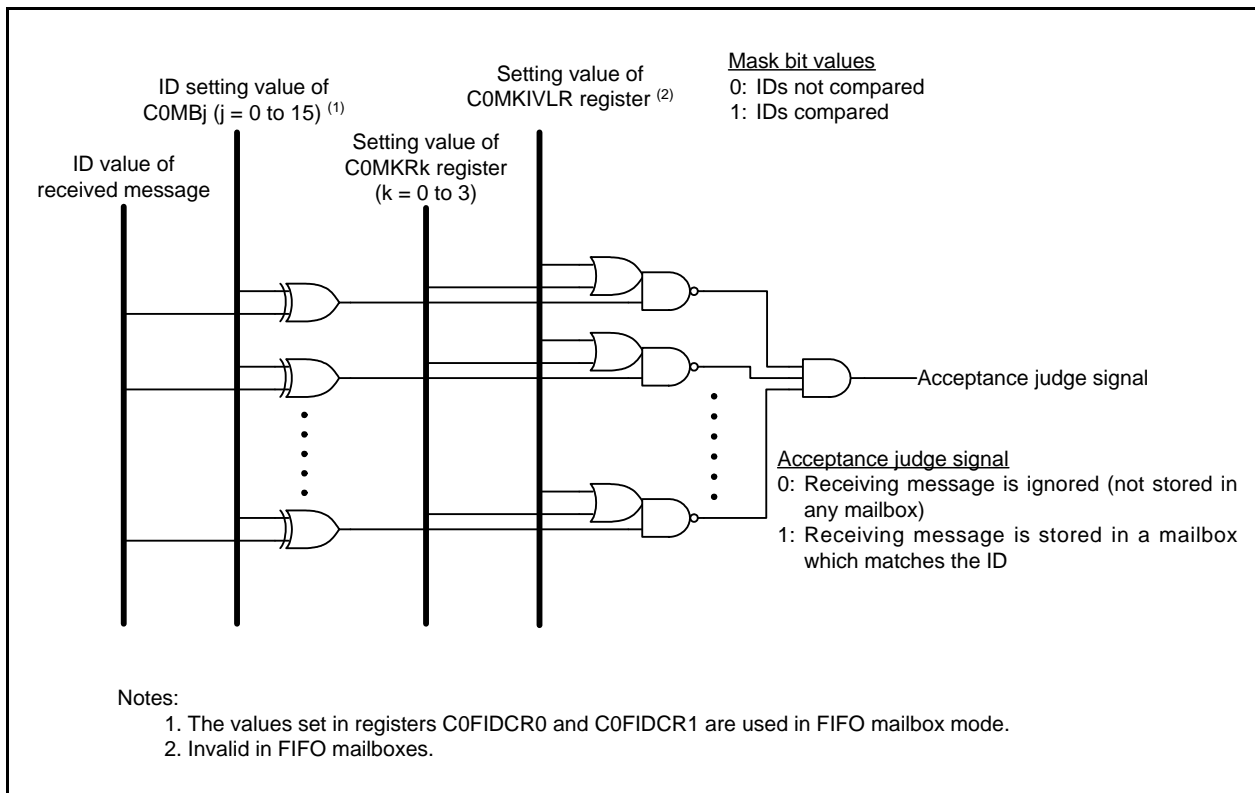 ID value of
received message
ID setting value of
C0MBj (j = 0 to 15) (1)
Setting value of
C0MKRk register
(k = 0 to 3)
Setting value of
C0MKIVLR register (2)
Mask bit values
0: IDs not compared
1: IDs compared
Acceptance judge signal
Acceptance judge signal
0: Receiving message is ignored (not stored in
any mailbox)
1: Receiving message is stored in a mailbox
which matches the ID
Notes:
1. The values set in registers C0FIDCR0 and C0FIDCR1 are used in FIFO mailbox mode.
2. Invalid in FIFO mailboxes.